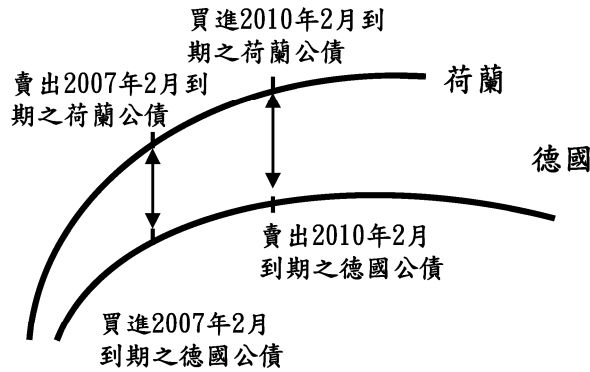 買進2010年2月到
期之荷蘭公債
賣出2007年2月到
期之荷蘭公債
荷蘭
德國
賣出2010年2月
到期之德國公債
買進2007年2月
到期之德國公債